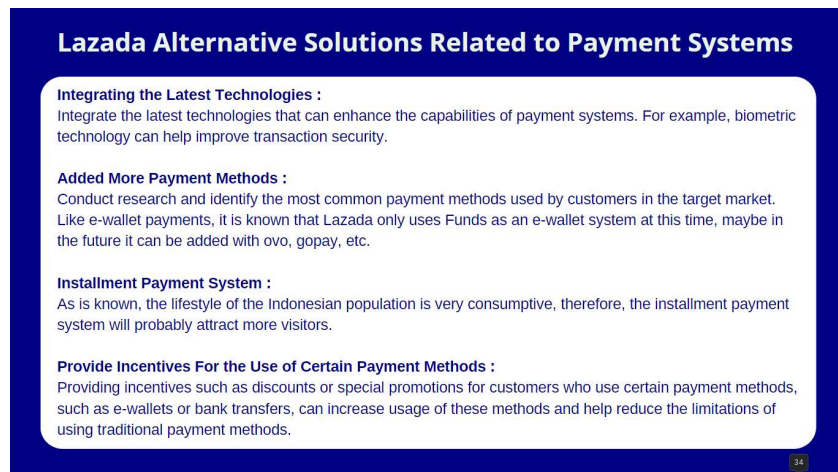 Lazada Alternative Solutions Related to Payment Systems
Integrating the Latest Technologies :
Integrate the latest technologies that can enhance the capabilities of payment systems. For example, biometric
technology can help improve transaction security.
Added More Payment Methods :
Conduct research and identify the most common payment methods used by customers in the target market.
Like e-wallet payments, it is known that Lazada only uses Funds as an e-wallet system at this time, maybe in
the future it can be added with ovo, gopay, etc.
Installment Payment System :
As is known, the lifestyle of the Indonesian population is very consumptive, therefore, the installment payment
system will probably attract more visitors.
Provide Incentives For the Use of Certain Payment Methods :
Providing incentives such as discounts or special promotions for customers who use certain payment methods,
such as e-wallets or bank transfers, can increase usage of these methods and help reduce the limitations of
using traditional payment methods.
34